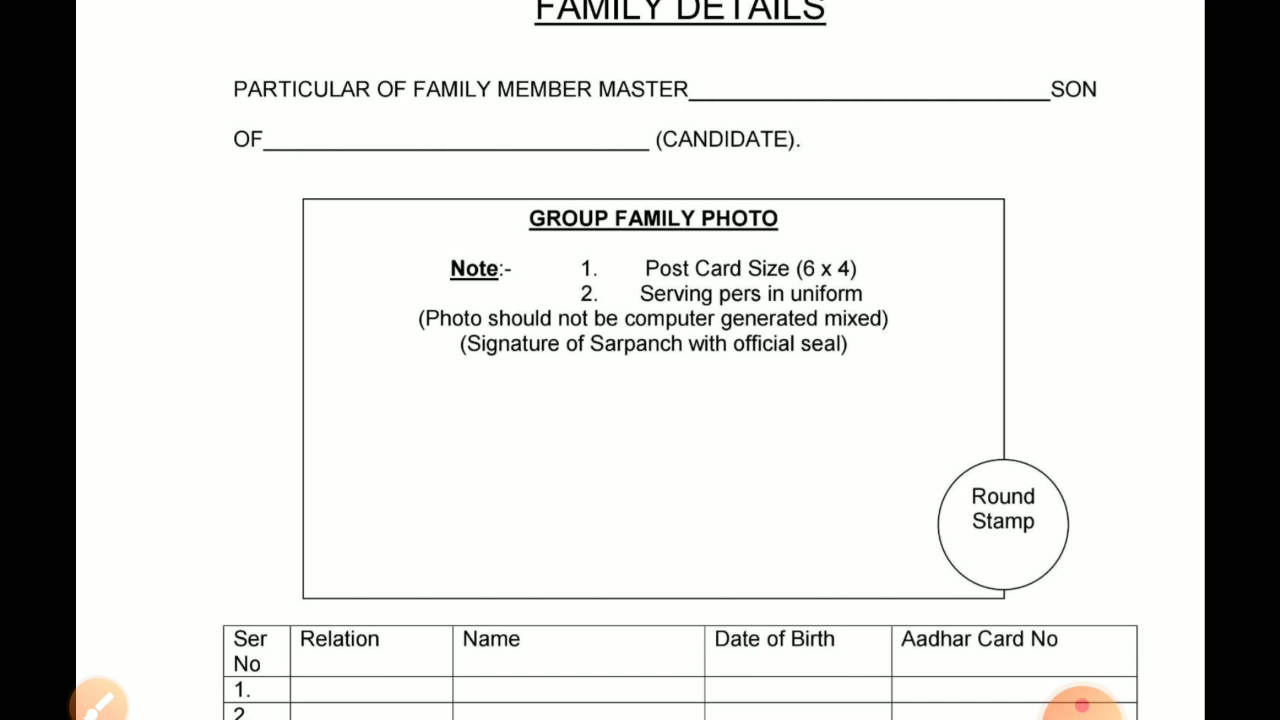 FAMILY DETAILS
PARTICULAR OF FAMILY MEMBER MASTER______________________________SON
OF________________________________ (CANDIDATE).
GROUP FAMILY PHOTO
Note:- 1. Post Card Size (6 x 4)
2. Serving pers in uniform
(Photo should not be computer generated mixed)
(Signature of Sarpanch with official seal)
Round
Stamp
Ser No Relation Name Date of Birth Aadhar Card No
1.
2.